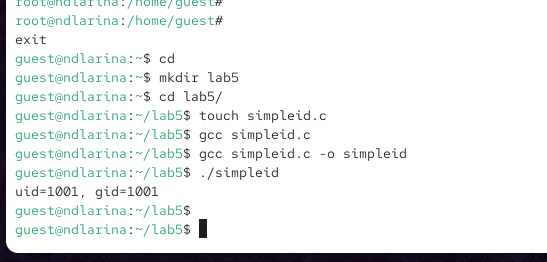 root@ndlarina:/home/guest#
root@ndlarina:/home/guest#
exit
guest@ndlarina:~$ cd
guest@ndlarina:~$ mkdir lab5
guest@ndlarina:~$ cd lab5/
guest@ndlarina:~/lab5$ touch simpleid.c
guest@ndlarina:~/lab5$ gcc simpleid.c
guest@ndlarina:~/lab5$ gcc simpleid.c -o simpleid
guest@ndlarina:~/lab5$ ./simpleid
uid=1001, gid=1001
guest@ndlarina:~/lab5$
guest@ndlarina:~/lab5$